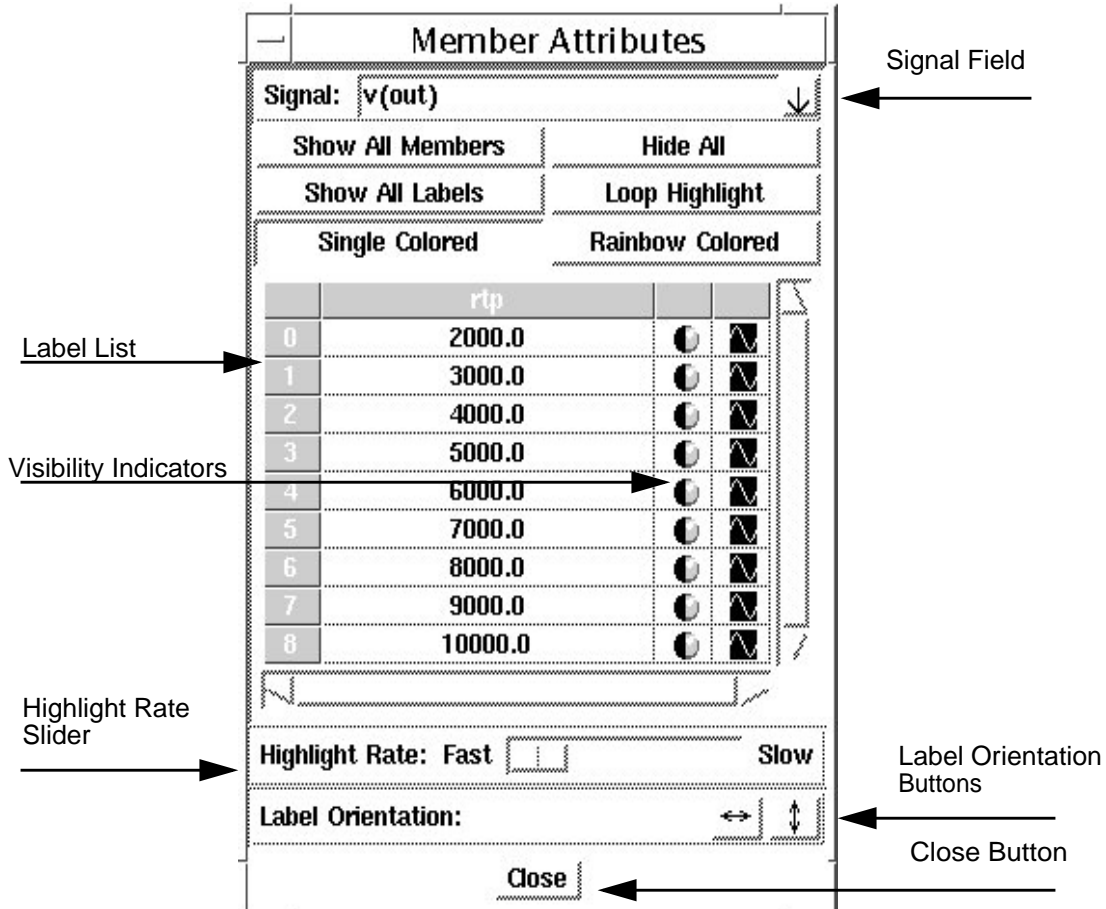 Member Attributes
Signal Field
Signal: v(out)
Show All Members Hide All
Show All Labels Loop Highlight
Single Colored Rainbow Colored
rtp
0 2000.0
Label List
1 3000.0
2 4000.0
3 5000.0
Visibility Indicators
4 6000.0
5 7000.0
6 8000.0
7 9000.0
8 10000.0
Highlight Rate
Slider
Highlight Rate: Fast Slow
Label Orientation
Buttons
Label Orientation:
Close Button
Close